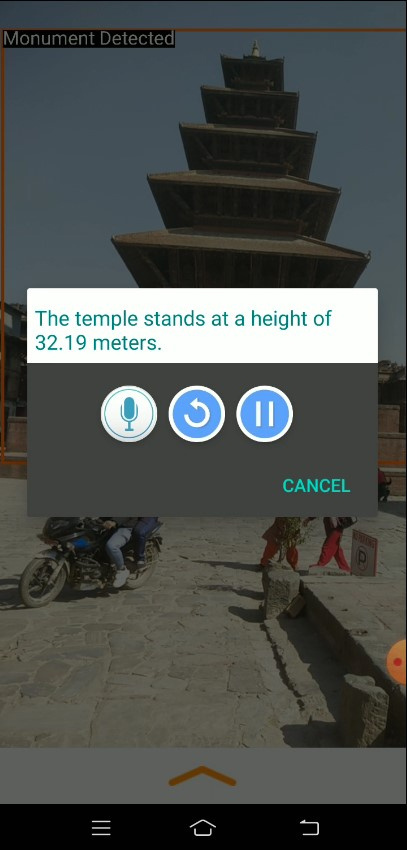 Monument Detected
The temple stands at a height of
32.19 meters.
CANCEL
P